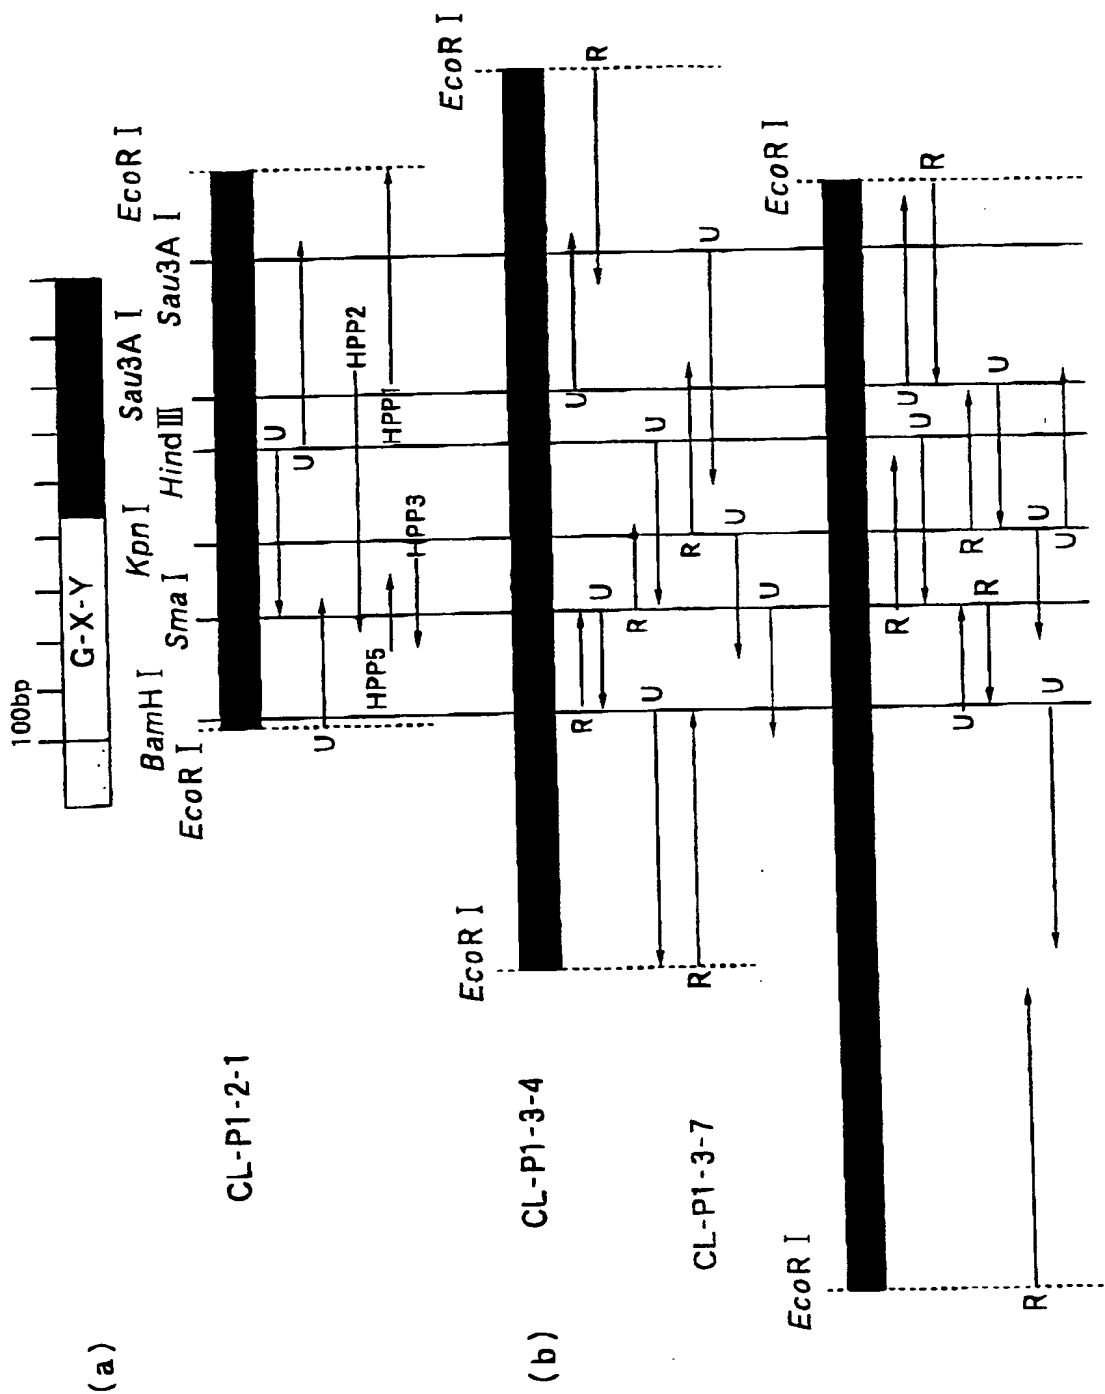 (a)
100bp
G-X-Y
EcoR I
BamH I
Sma I
Kpn I
Hind III
Sau3A I
Sau3A I
EcoR I
CL-P1-2-1
U
U
U
HPP2
HPP5
HPP1
HPP3
(b)
CL-P1-3-4
EcoR I
EcoR I
R
U
R
U
R
U
U
R
R
U
U
U
CL-P1-3-7
EcoR I
EcoR I
U
R
R
U
U
R
U
R
U
U
U
R